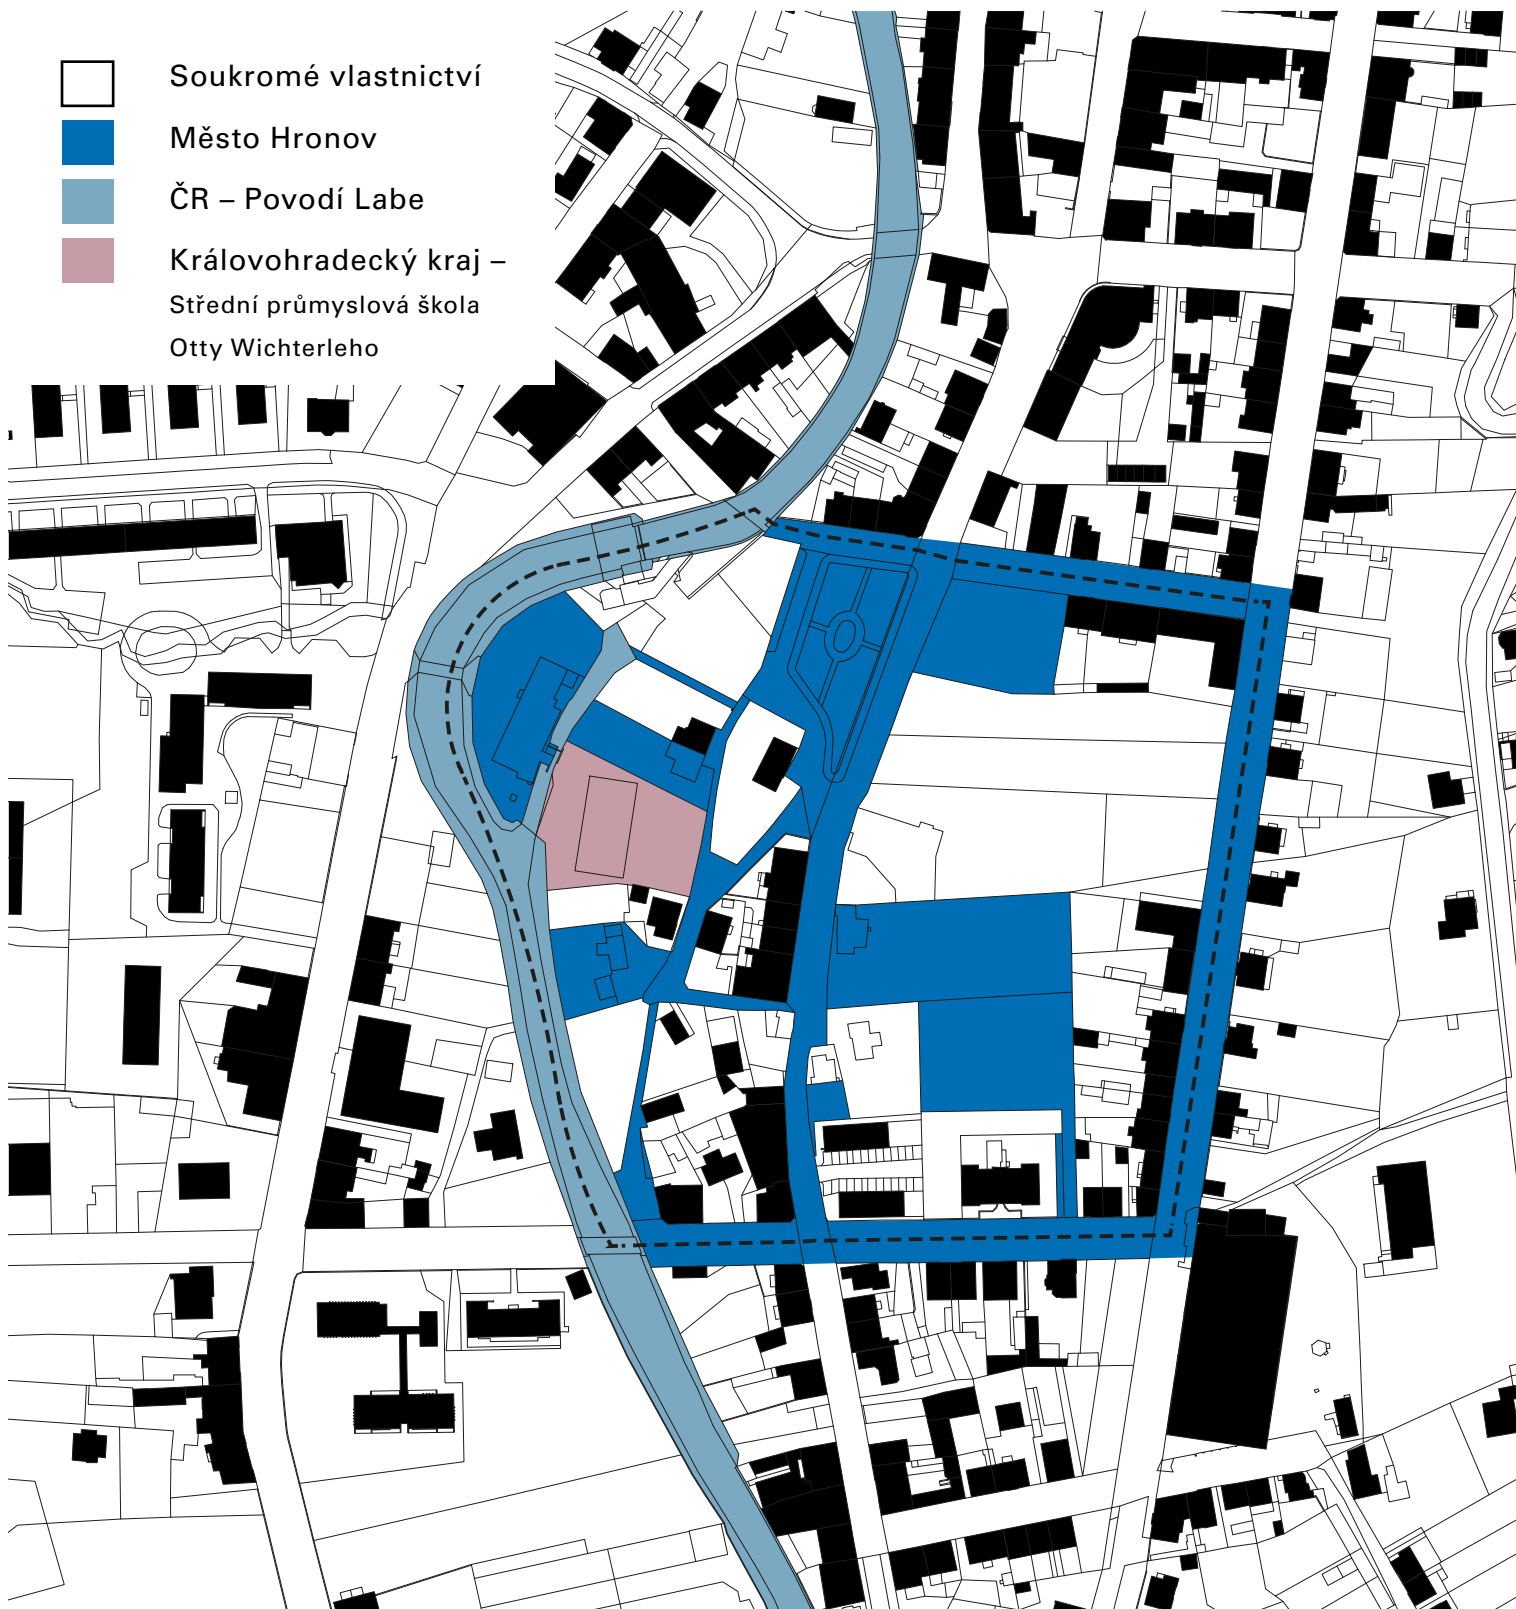 Soukromé vlastnictví
Město Hronov
ČR – Povodí Labe
Královohradecký kraj –
Střední průmyslová škola
Otty Wichterleho